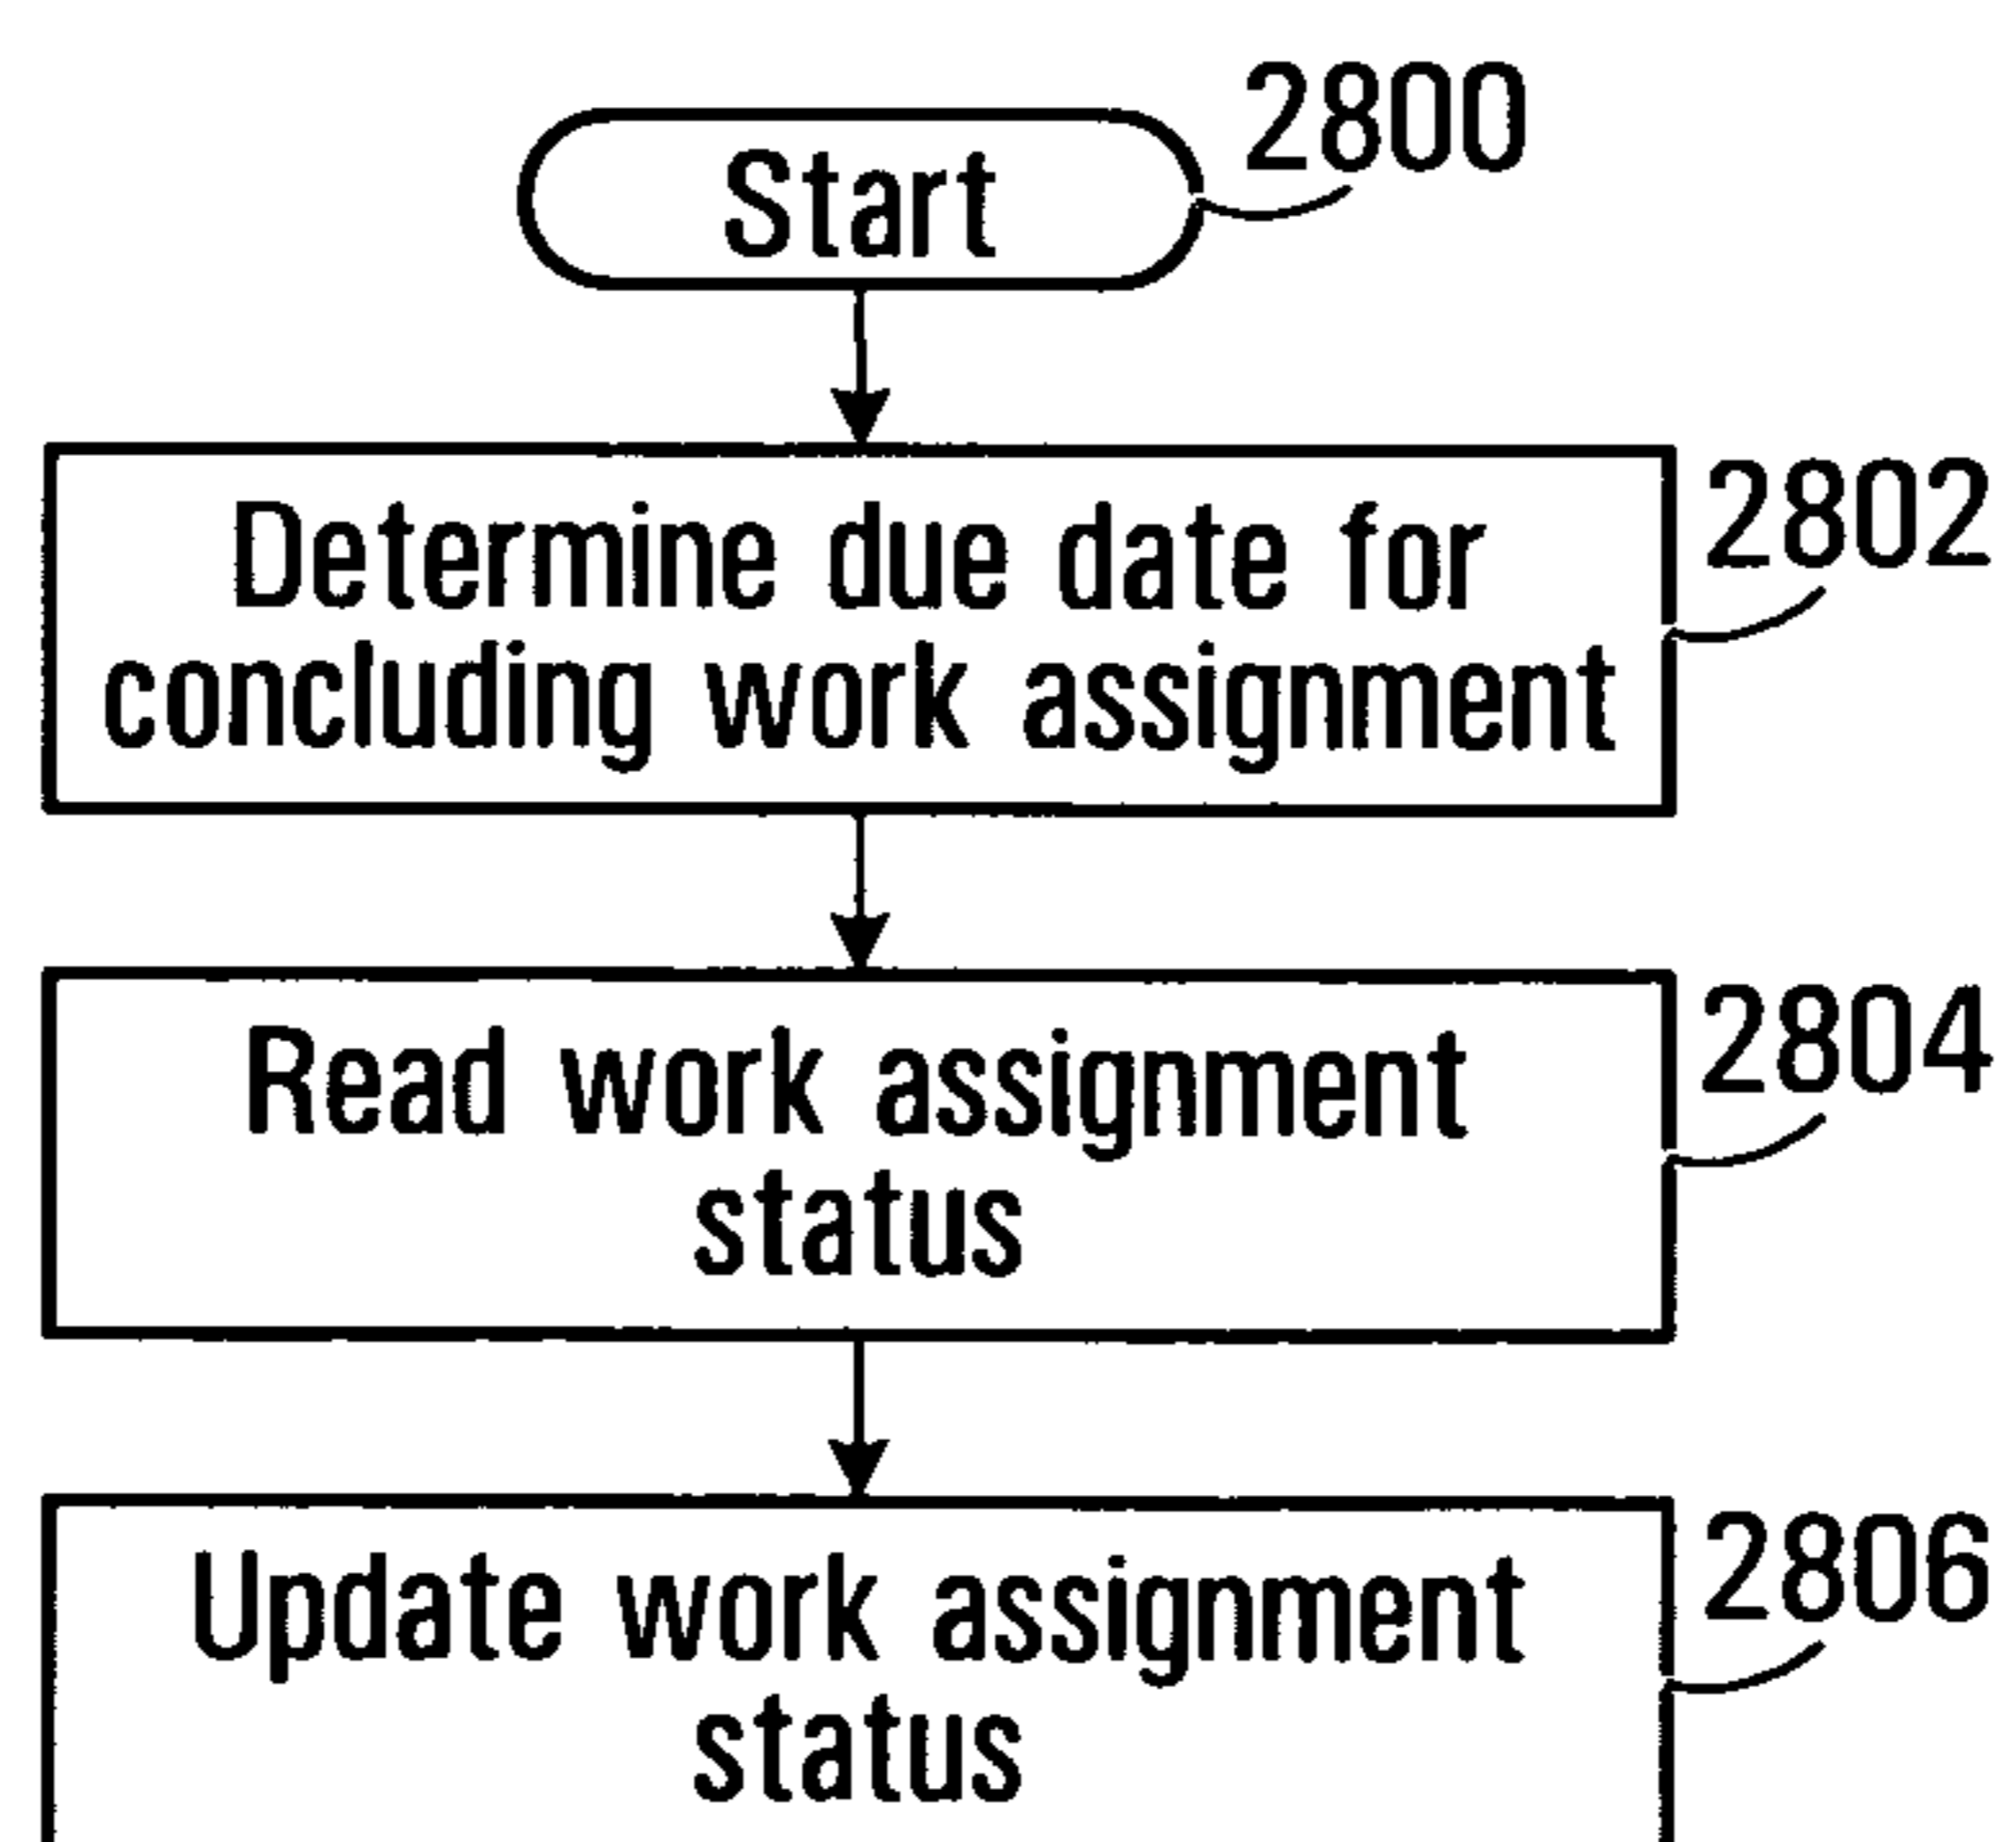 Start
2800
Determine due date for
concluding work assignment
2802
Read work assignment
status
2804
Update work assignment
status
2806